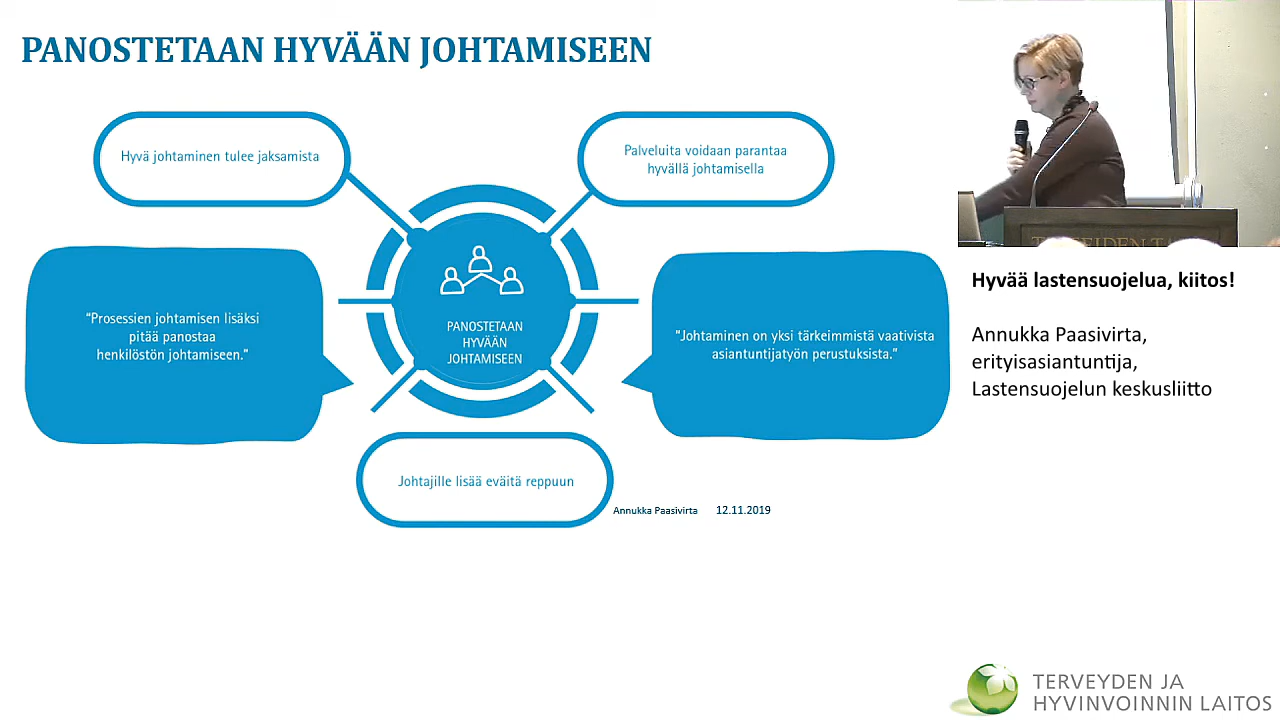 PANOSTETAAN HYVÄÄN JOHTAMISEEN
Hyvä johtaminen tulee jaksamista
Palveluita voidaan parantaa
hyvällä johtamisella
"Prosessien johtamisen lisäksi
pitää panostaa
henkilöstön johtamiseen."
PANOSTETAAN
HYVÄÄN
JOHTAMISEEN
"Johtaminen on yksi tärkeimmistä vaativista
asiantuntijatyön perustuksista."
Johtajille lisää eväitä reppuun
Annukka Paasivirta 12.11.2019
Hyvää lastensuojelua, kiitos!
Annukka Paasivirta,
erityisasiantuntija,
Lastensuojelun keskusliitto
TERVEYDEN JA
HYVINVOINNIN LAITOS